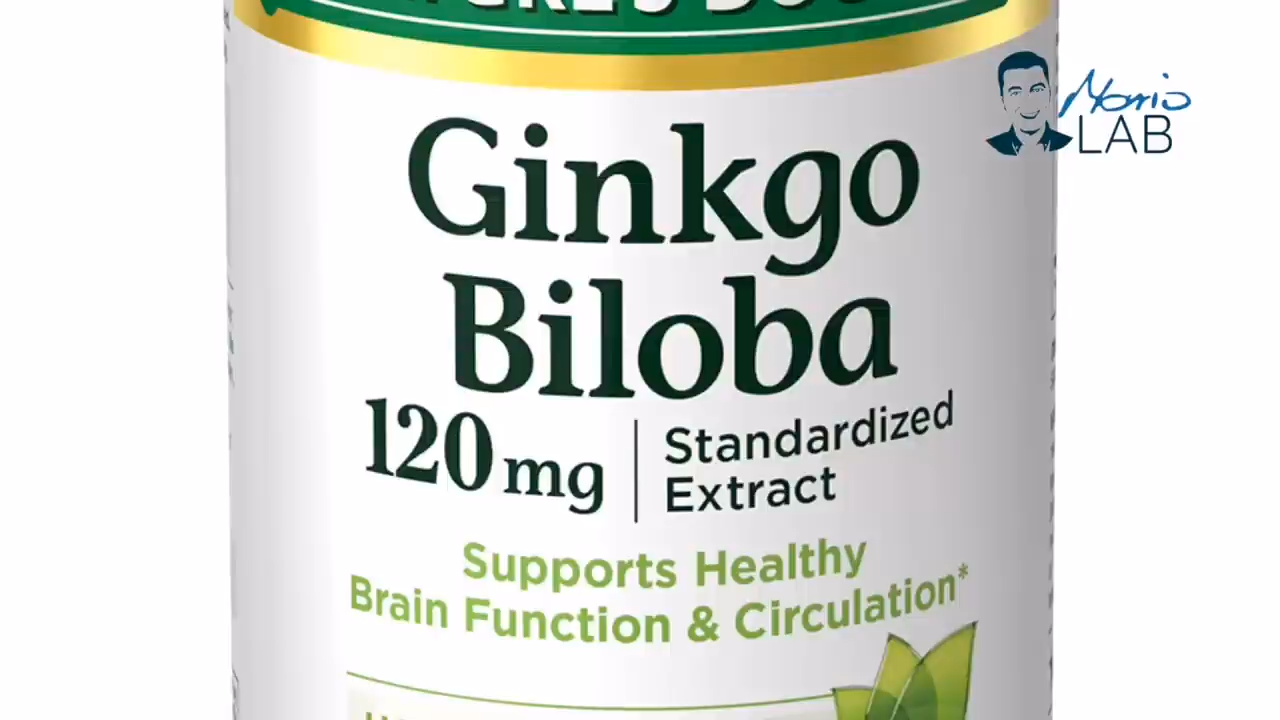 Mario
LAB
Ginkgo
Biloba
120 mg
Standardized
Extract
Supports Healthy
Brain Function & Circulation*